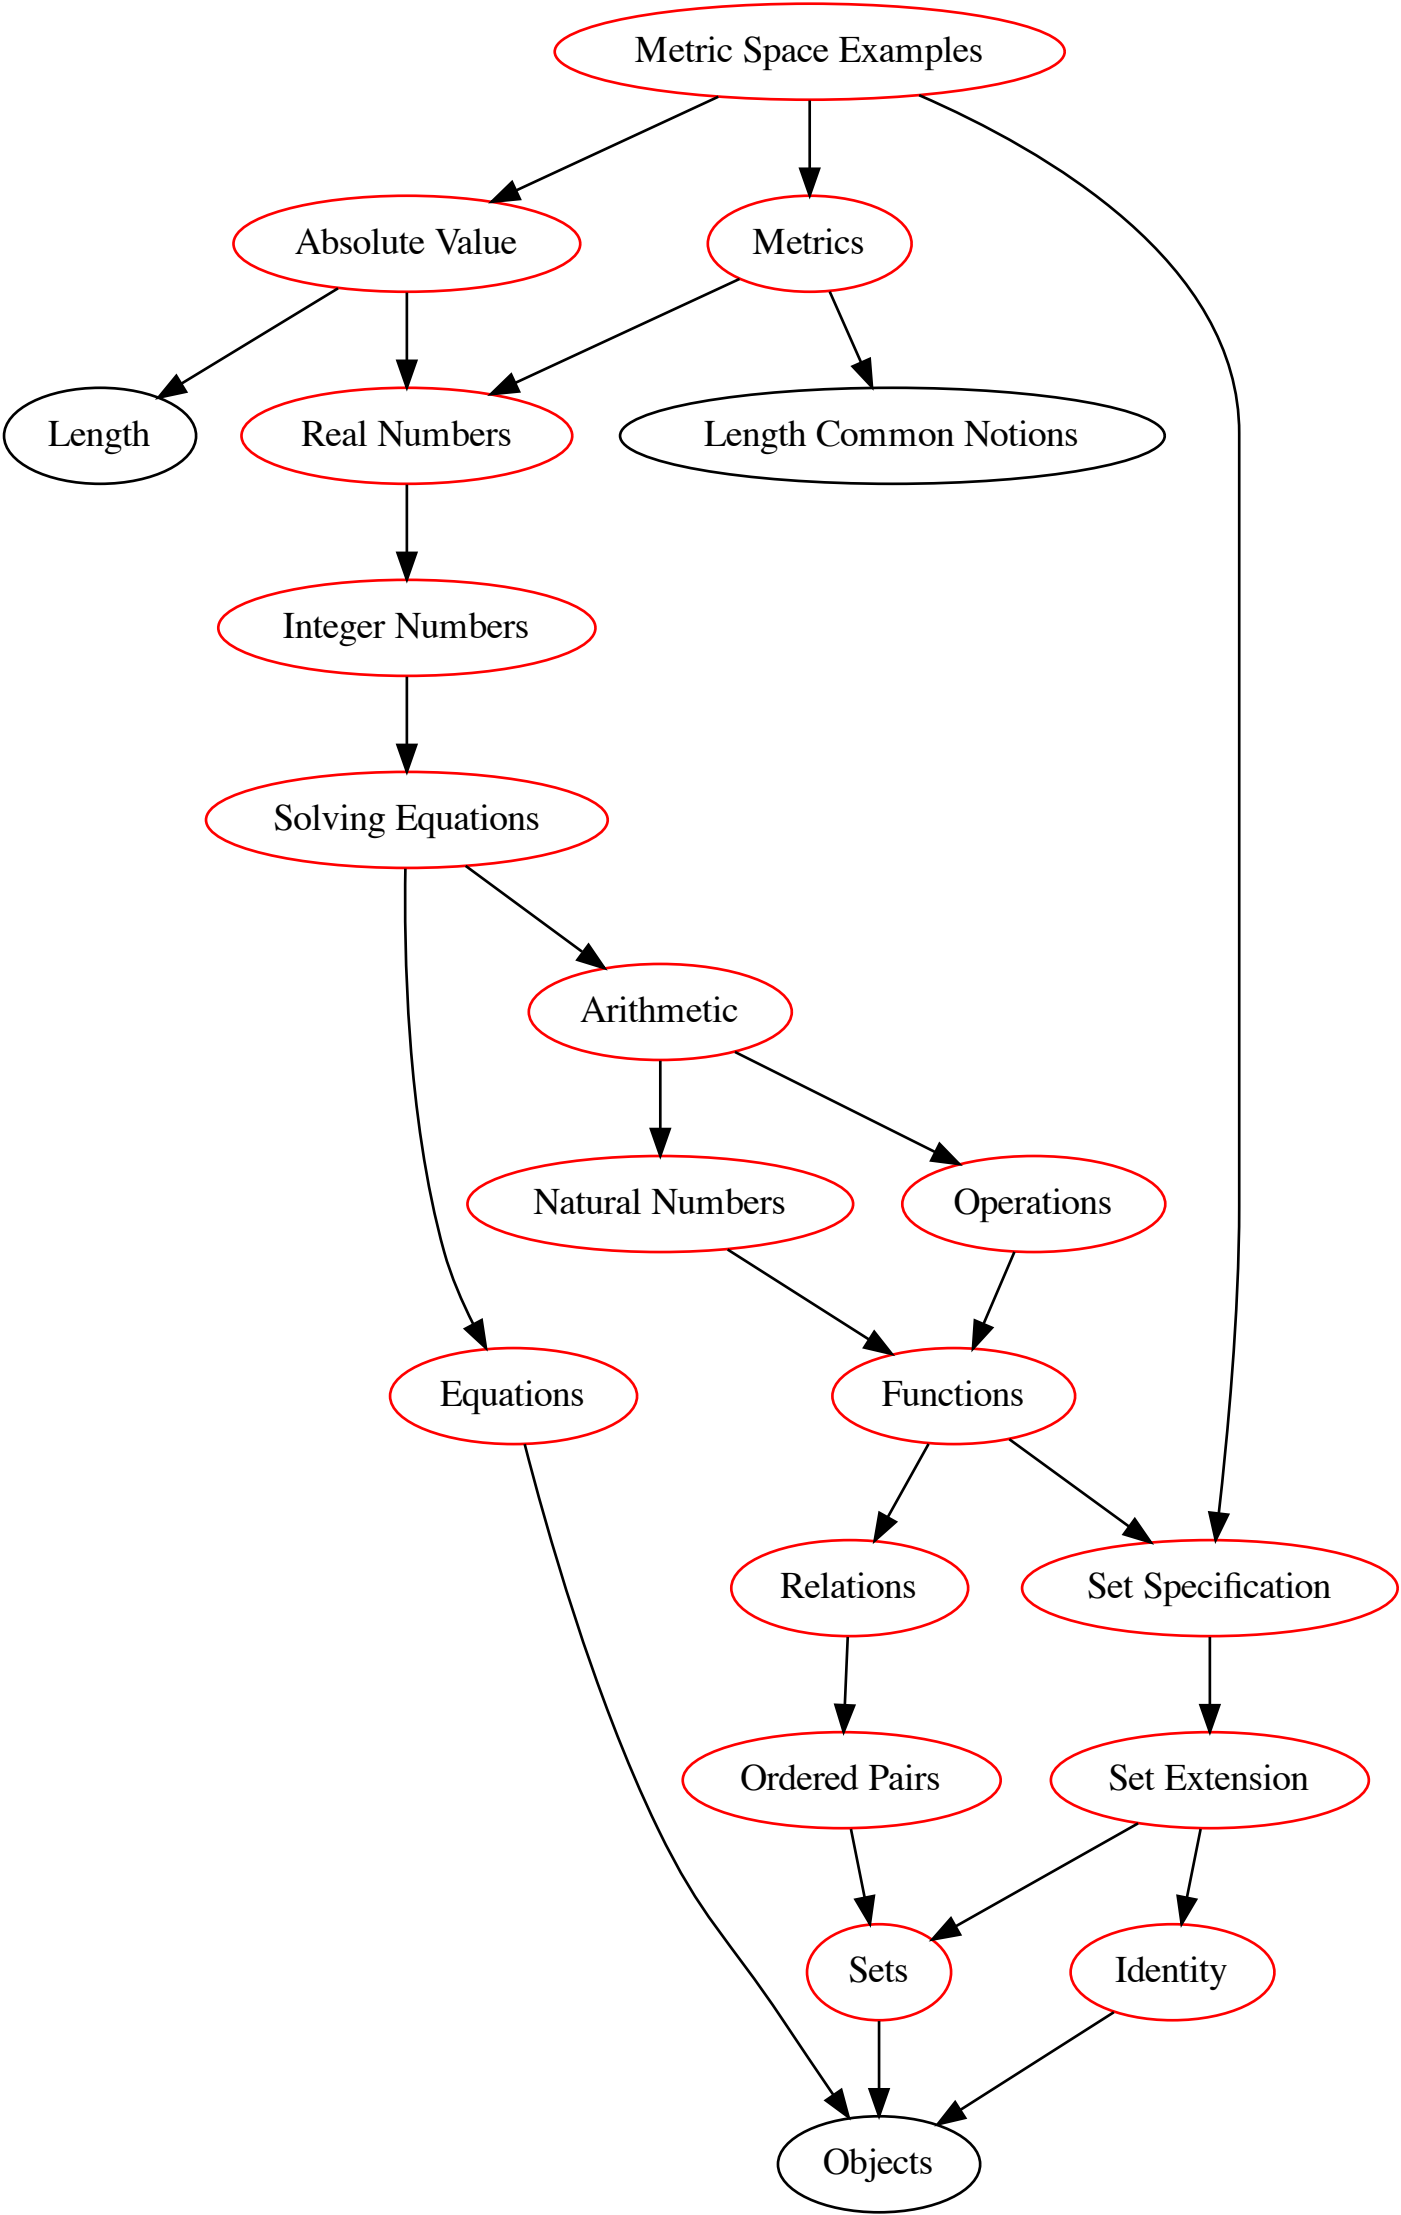 Metric Space Examples
Absolute Value
Metrics
Length
Real Numbers
Length Common Notions
Integer Numbers
Solving Equations
Arithmetic
Natural Numbers
Operations
Equations
Functions
Relations
Set Specification
Ordered Pairs
Set Extension
Sets
Identity
Objects